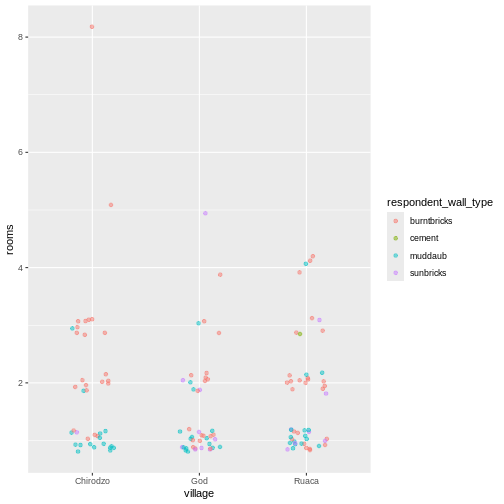 8
6
4
2
rooms
Chirodzo God Ruaca
village
respondent_wall_type
burntbricks
cement
muddaub
sunbricks